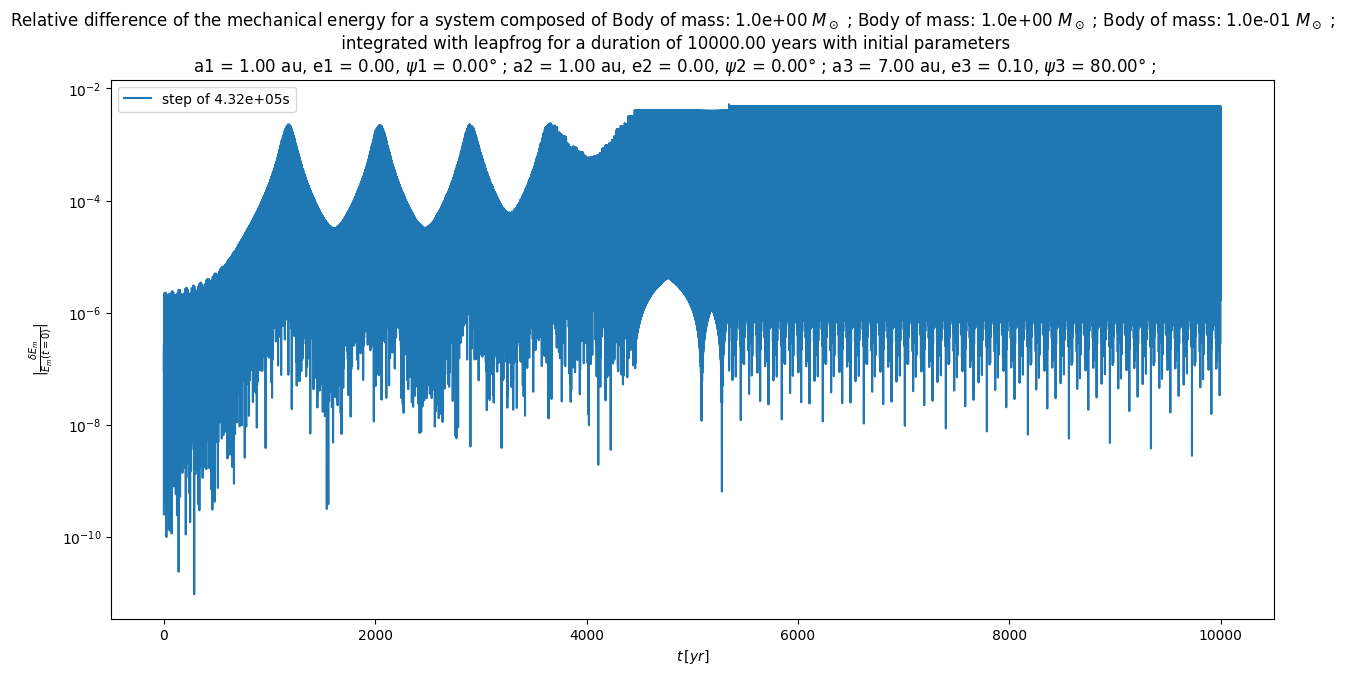 Relative difference of the mechanical energy for a system composed of Body of mass: 1.0e+00 $M_\odot$ ; Body of mass: 1.0e+00 $M_\odot$ ; Body of mass: 1.0e-01 $M_\odot$ ;
integrated with leapfrog for a duration of 10000.00 years with initial parameters
a1 = 1.00 au, e1 = 0.00, ψ1 = 0.00° ; a2 = 1.00 au, e2 = 0.00, ψ2 = 0.00° ; a3 = 7.00 au, e3 = 0.10, ψ3 = 80.00° ;
step of 4.32e+05s
$10^{-2}$
$10^{-4}$
$10^{-6}$
$10^{-8}$
$10^{-10}$
$|\frac{\delta E_m}{E_m(t=0)}|$
0 2000 4000 6000 8000 10000
t [yr]